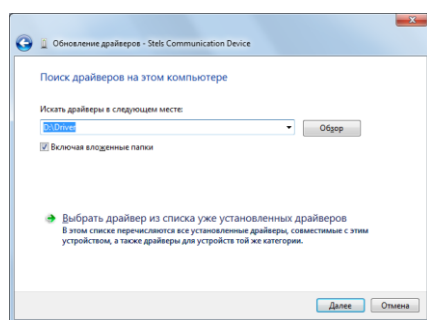 Обновление драйверов - Stels Communication Device
Поиск драйверов на этом компьютере
Искать драйверы в следующем месте:
D:\Driver
Обзор
Включая вложенные папки
Выбрать драйвер из списка уже установленных драйверов
В этом списке перечисляются все установленные драйверы, совместимые с этим
устройством, а также драйверы для устройств той же категории.
Далее
Отмена